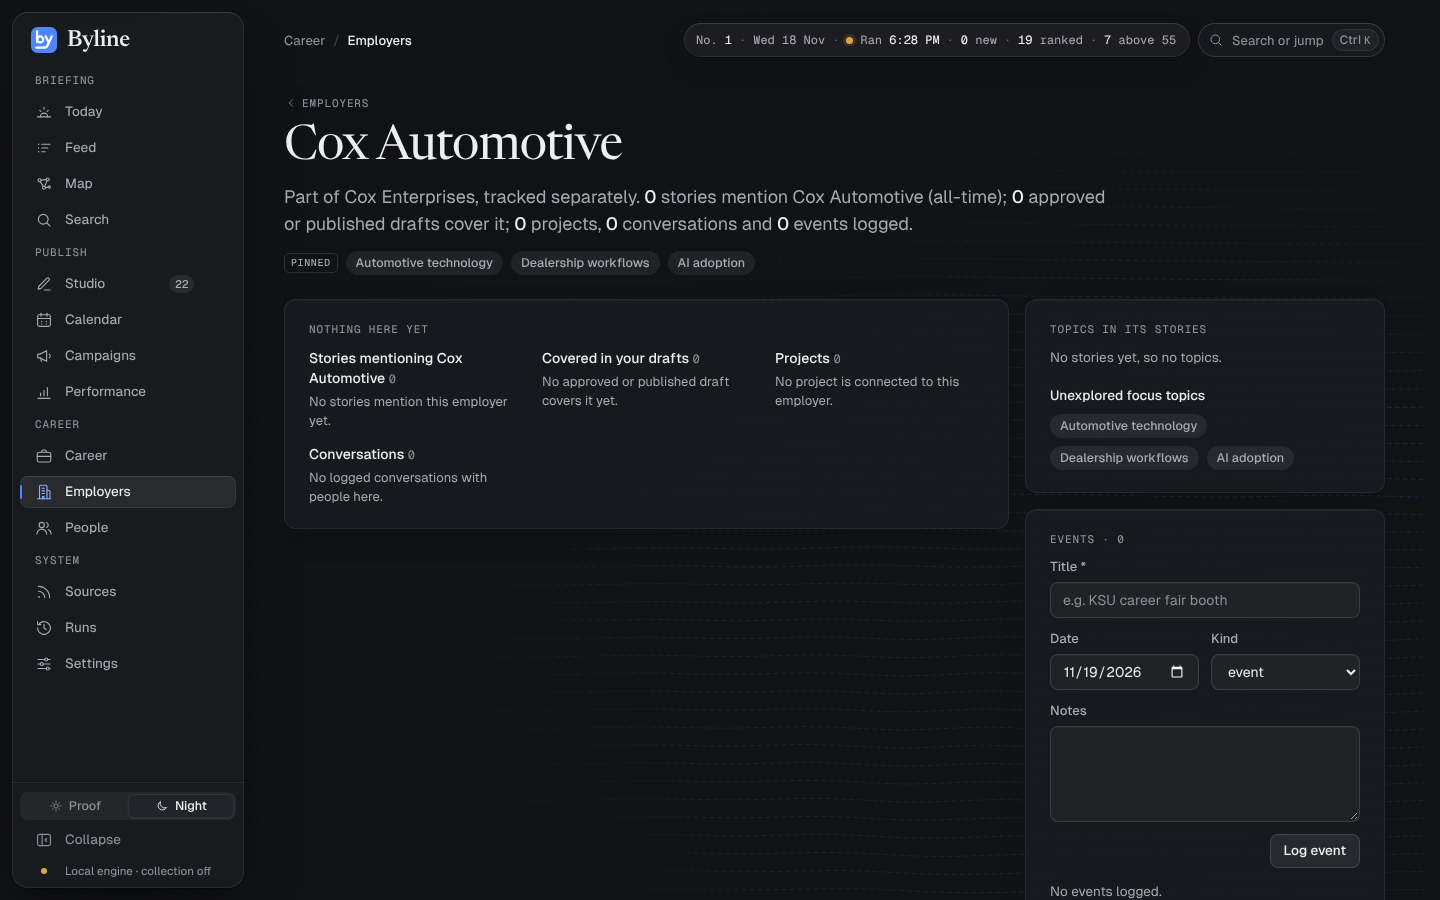 by Byline
BRIEFING
Today
Feed
Map
Search
PUBLISH
Studio 22
Calendar
Campaigns
Performance
CAREER
Career
Employers
People
SYSTEM
Sources
Runs
Settings
Proof Night
Collapse
Local engine · collection off
Career / Employers
No. 1 · Wed 18 Nov · Ran 6:28 PM · 0 new · 19 ranked · 7 above 55
Search or jump Ctrl K
EMPLOYERS
Cox Automotive
Part of Cox Enterprises, tracked separately. 0 stories mention Cox Automotive (all-time); 0 approved
or published drafts cover it; 0 projects, 0 conversations and 0 events logged.
PINNED Automotive technology Dealership workflows AI adoption
NOTHING HERE YET
Stories mentioning Cox
Automotive 0
No stories mention this employer
yet.
Covered in your drafts 0
No approved or published draft
covers it yet.
Projects 0
No project is connected to this
employer.
Conversations 0
No logged conversations with
people here.
TOPICS IN ITS STORIES
No stories yet, so no topics.
Unexplored focus topics
Automotive technology
Dealership workflows AI adoption
EVENTS · 0
Title *
e.g. KSU career fair booth
Date Kind
11/19/2026 event
Notes
Log event
No events logged.